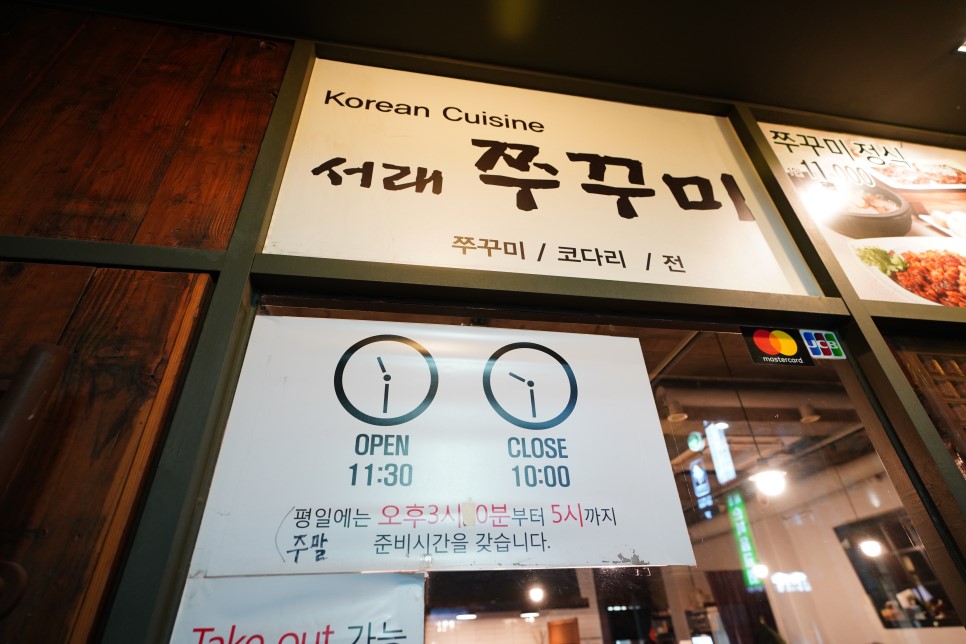 Korean Cuisine
서래 쭈꾸미
쭈꾸미 / 코다리 / 전
쭈꾸미 정식
11,000
mastercard
JCB
OPEN
11:30
CLOSE
10:00
평일에는 오후3시 0분부터 5시까지
주말 준비시간을 갖습니다.
Take out 가능